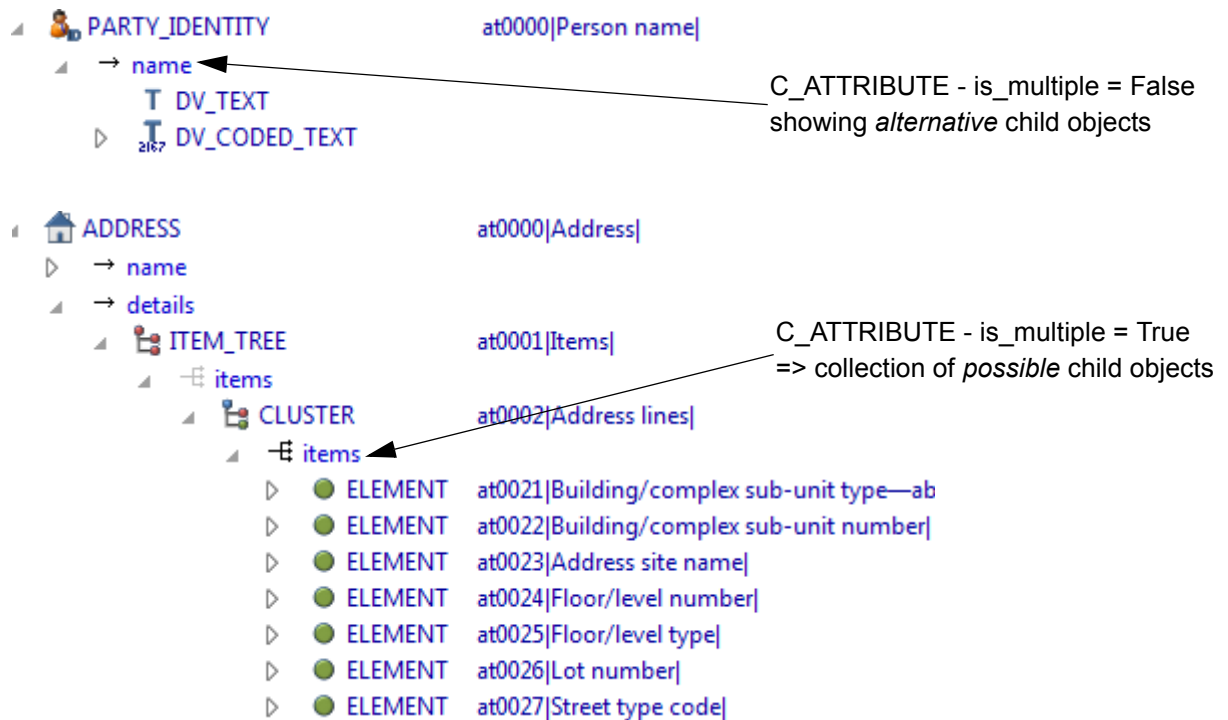 PARTY_IDENTITY at0000|Person name|
→ name
C_ATTRIBUTE - is_multiple = False
showing alternative child objects
T DV_TEXT
T 2167 DV_CODED_TEXT
ADDRESS at0000|Address|
→ name
→ details
C_ATTRIBUTE - is_multiple = True
=> collection of possible child objects
ITEM_TREE at0001|Items|
items
CLUSTER at0002|Address lines|
items
ELEMENT at0021|Building/complex sub-unit type—ab
ELEMENT at0022|Building/complex sub-unit number|
ELEMENT at0023|Address site name|
ELEMENT at0024|Floor/level number|
ELEMENT at0025|Floor/level type|
ELEMENT at0026|Lot number|
ELEMENT at0027|Street type code|